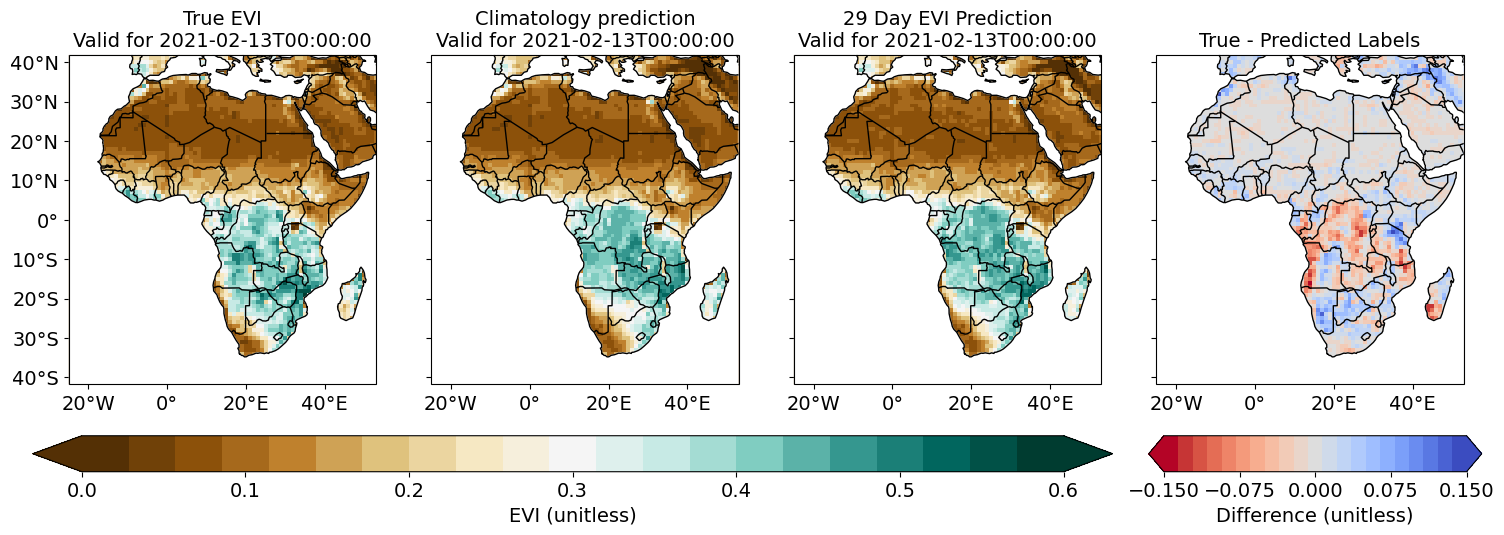 True EVI
Valid for 2021-02-13T00:00:00
Climatology prediction
Valid for 2021-02-13T00:00:00
29 Day EVI Prediction
Valid for 2021-02-13T00:00:00
True - Predicted Labels
40°N
30°N
20°N
10°N
0°
10°S
20°S
30°S
40°S
20°W 0° 20°E 40°E
20°W 0° 20°E 40°E
20°W 0° 20°E 40°E
20°W 0° 20°E 40°E
0.0 0.1 0.2 0.3 0.4 0.5 0.6
EVI (unitless)
−0.150 −0.075 0.000 0.075 0.150
Difference (unitless)